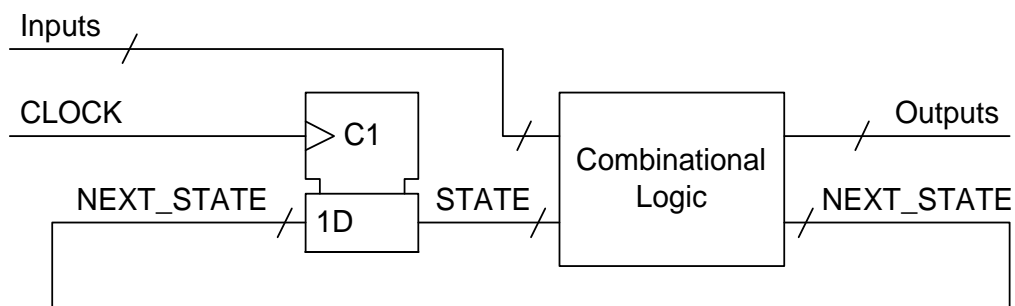 Inputs
CLOCK
C1
Outputs
Combinational
Logic
NEXT_STATE
1D
STATE
NEXT_STATE